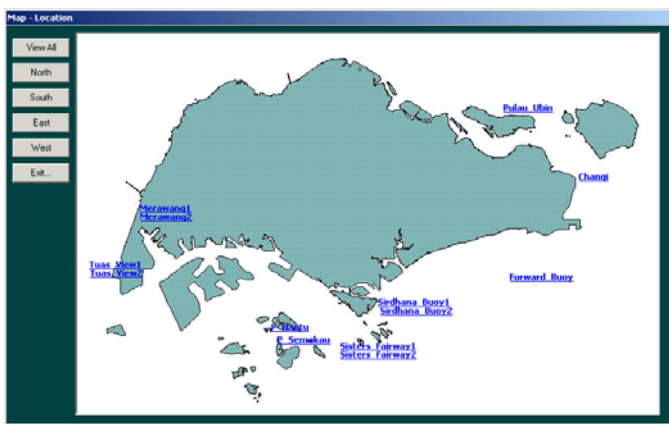 Map - Location
View All
North
South
East
West
Exit...
Pulau_Ubin
Changi
Merawang1
Merawang2
Tuas_View1
Tuas_View2
Forward_Buoy
Sirdhana_Buoy1
Sirdhana_Buoy2
P_Hantu
P_Semakau
Sisters_Fairway1
Sisters_Fairway2